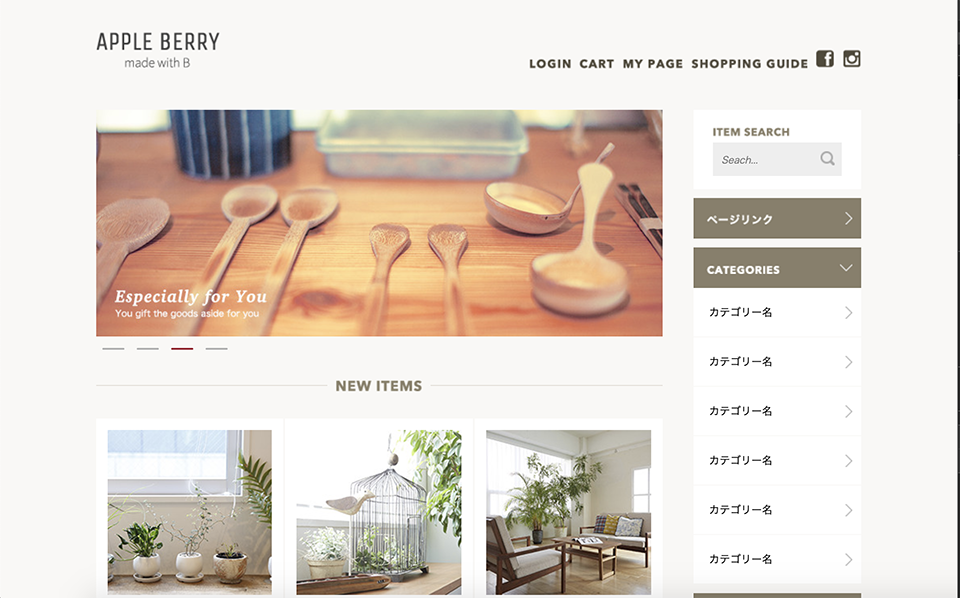 APPLE BERRY
made with B
LOGIN CART MY PAGE SHOPPING GUIDE
ITEM SEARCH
Seach...
ページリンク
CATEGORIES
カテゴリー名
カテゴリー名
カテゴリー名
カテゴリー名
カテゴリー名
カテゴリー名
Especially for You
You gift the goods aside for you
NEW ITEMS